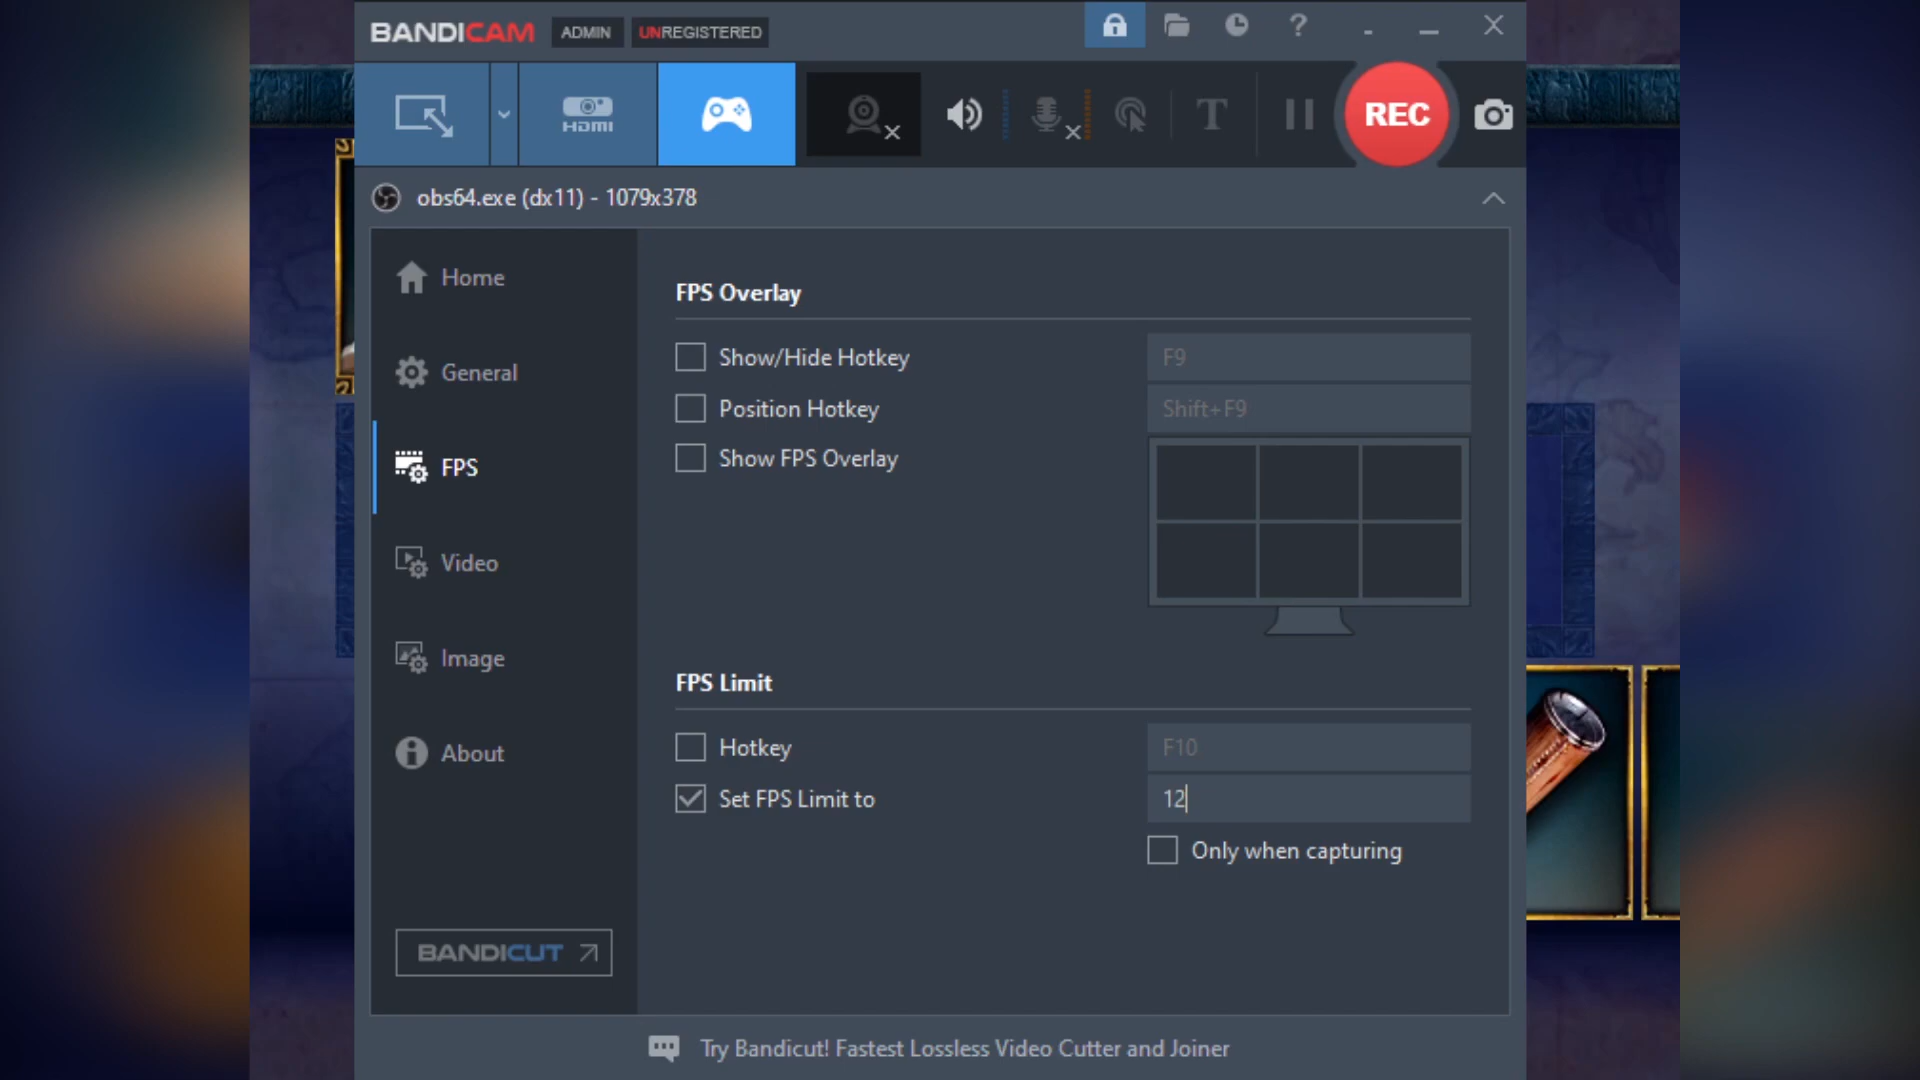 BANDICAM ADMIN UNREGISTERED ?
HDMI T REC
obs64.exe (dx11) - 1079x378
Home
General
FPS
Video
Image
About
BANDICUT
FPS Overlay
Show/Hide Hotkey F9
Position Hotkey Shift+F9
Show FPS Overlay
FPS Limit
Hotkey F10
Set FPS Limit to 12
Only when capturing
Try Bandicut! Fastest Lossless Video Cutter and Joiner